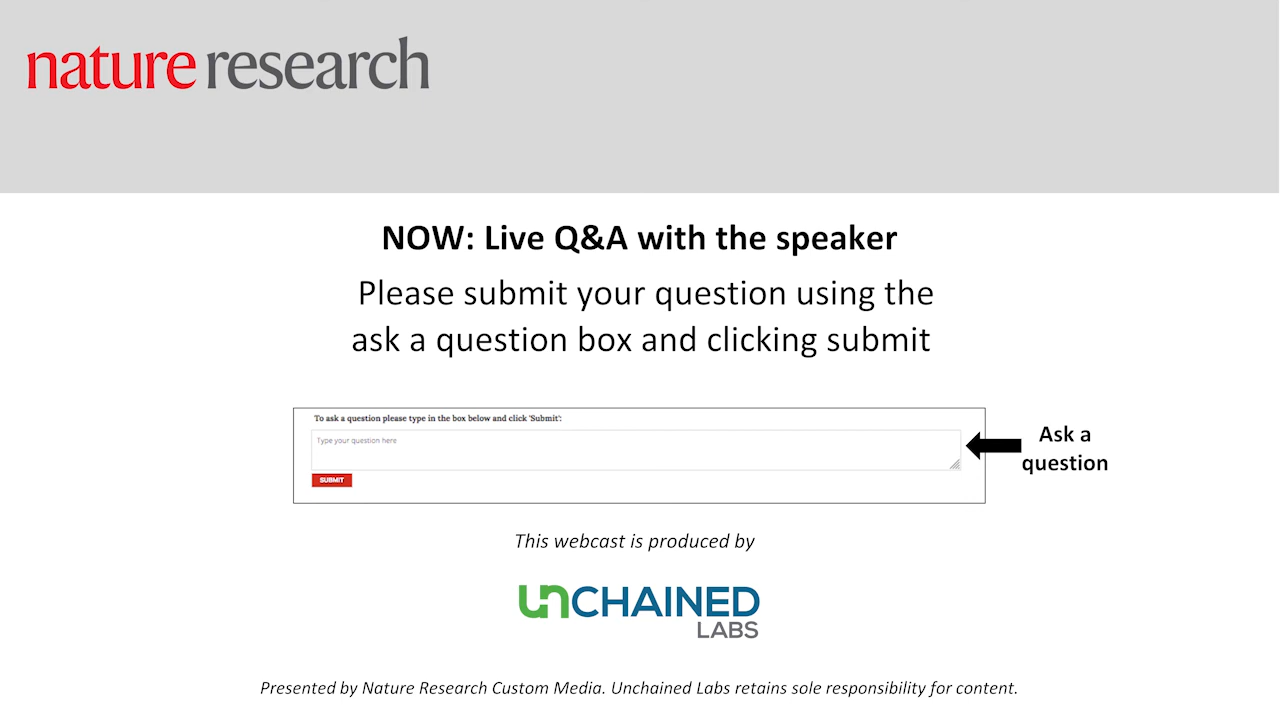 nature research
NOW: Live Q&A with the speaker
Please submit your question using the
ask a question box and clicking submit
To ask a question please type in the box below and click 'Submit':
Type your question here
SUBMIT
Ask a
question
This webcast is produced by
UNCHAINED
LABS
Presented by Nature Research Custom Media. Unchained Labs retains sole responsibility for content.